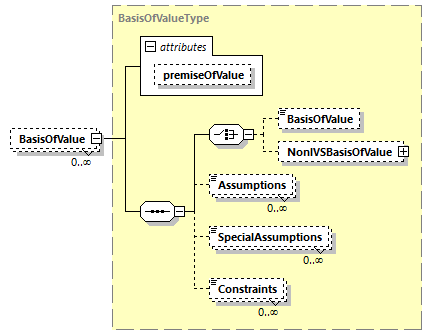 BasisOfValueType
attributes
premiseOfValue
BasisOfValue
0..∞
BasisOfValue
NonIVSBasisOfValue
Assumptions
0..∞
SpecialAssumptions
0..∞
Constraints
0..∞